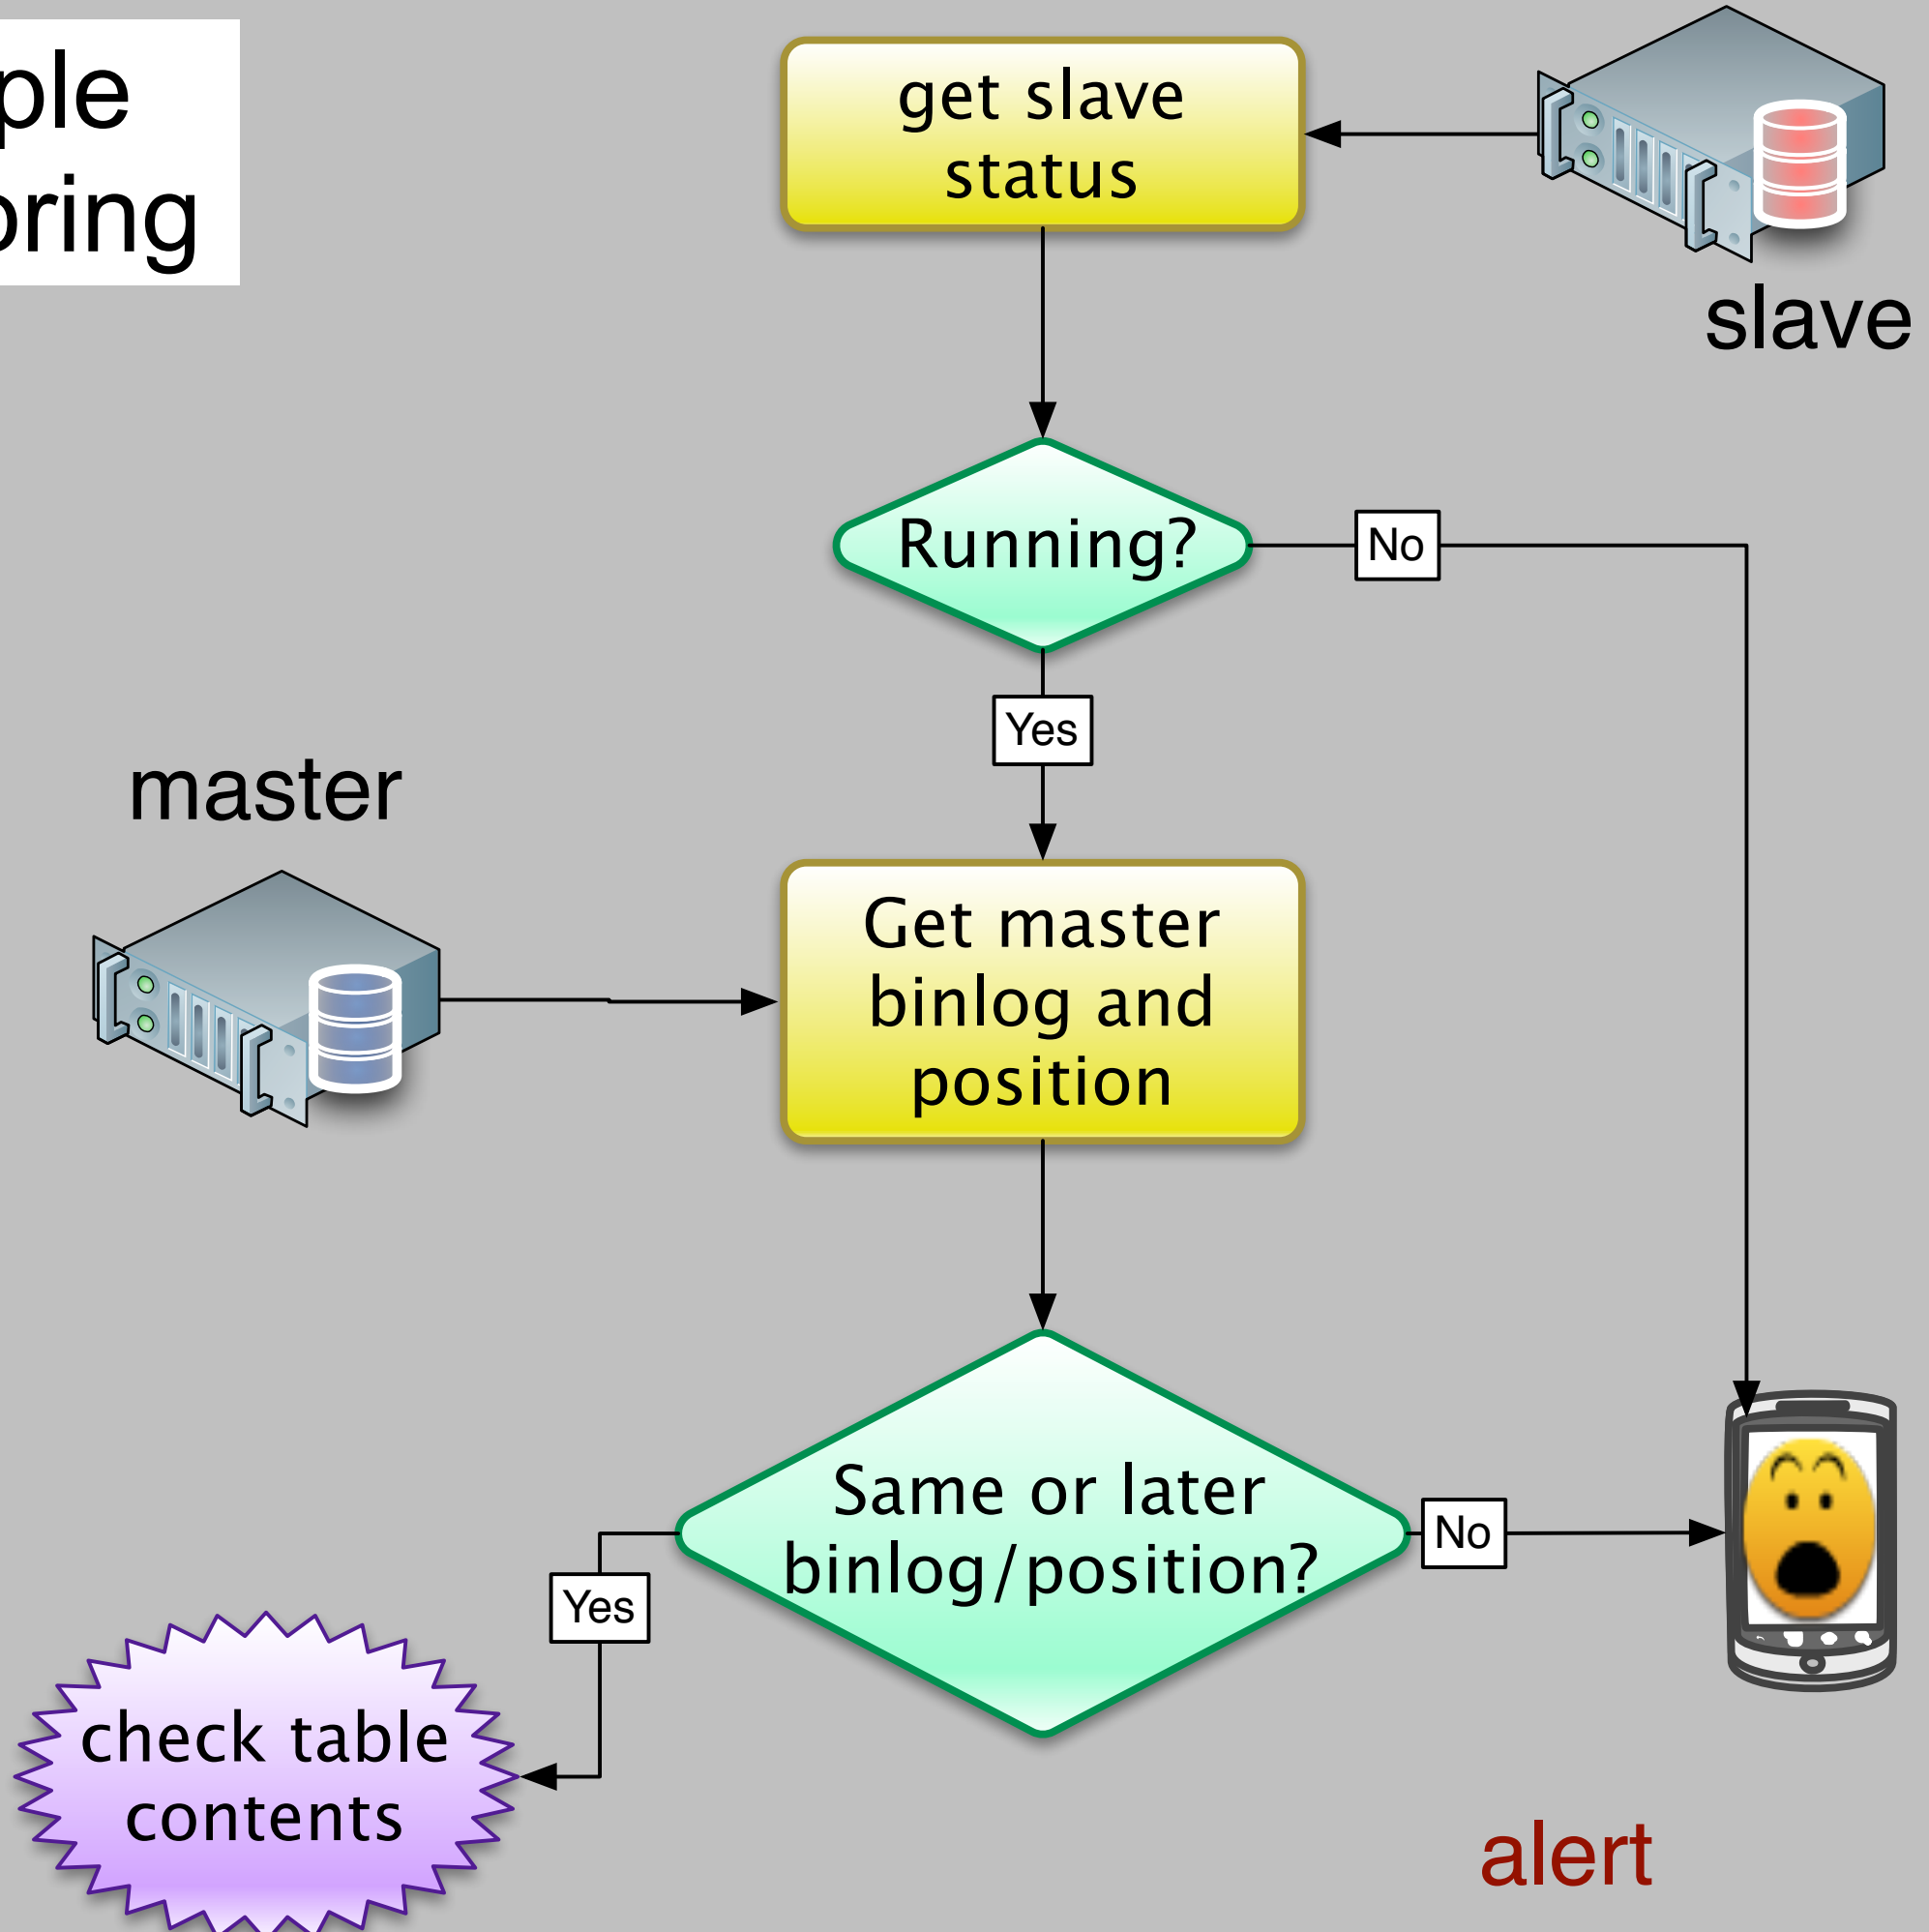 ple
oring
get slave
status
slave
Running?
No
Yes
master
Get master
binlog and
position
Same or later
binlog/position?
No
Yes
check table
contents
alert